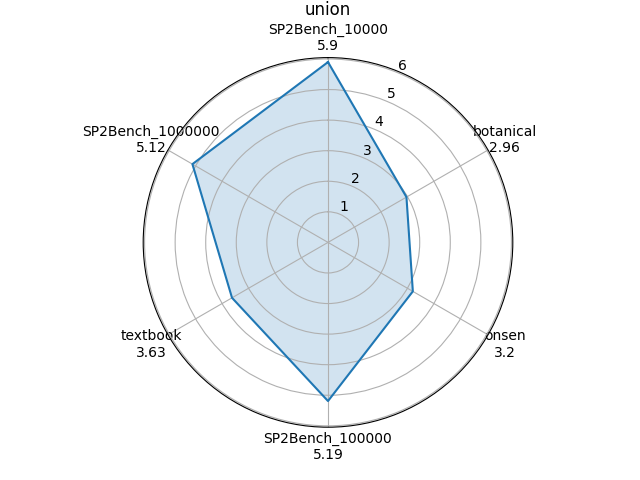 union
SP2Bench_10000
5.9
6
5
4
3
2
1
botanical
2.96
SP2Bench_1000000
5.12
textbook
3.63
onsen
3.2
SP2Bench_100000
5.19